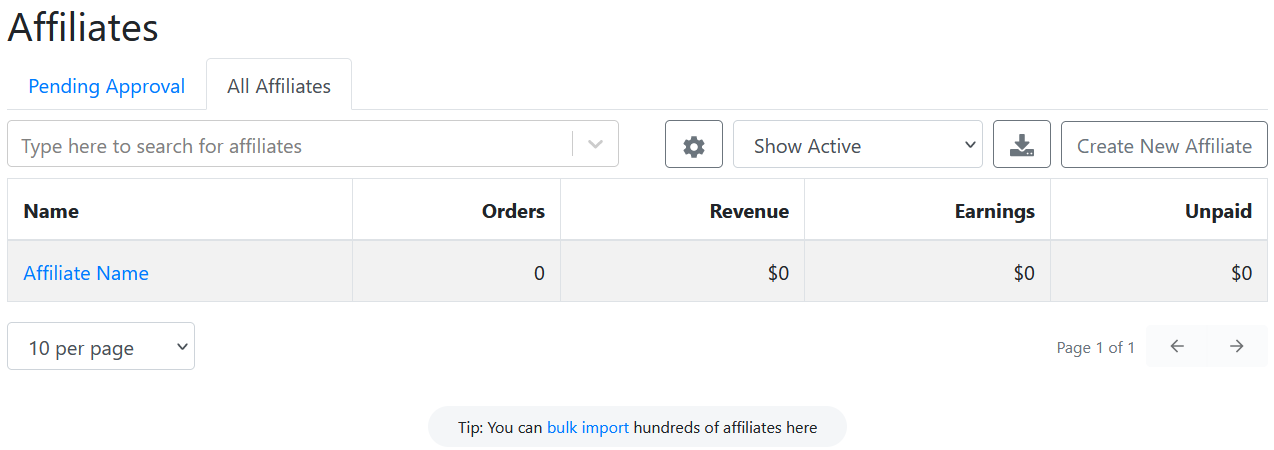 Affiliates
Pending Approval All Affiliates
Type here to search for affiliates Show Active Create New Affiliate
Name Orders Revenue Earnings Unpaid
Affiliate Name 0 $0 $0 $0
10 per page Page 1 of 1
Tip: You can bulk import hundreds of affiliates here